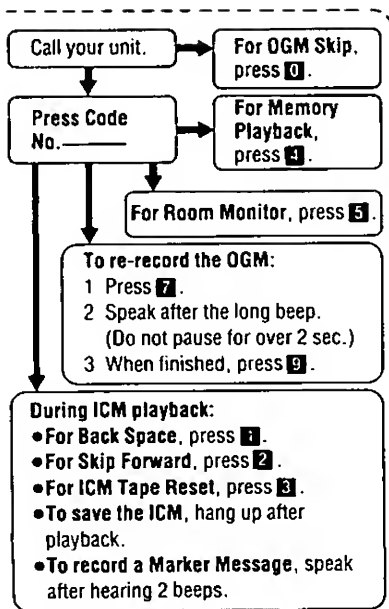 Call your unit.
For OGM Skip,
press 0.
Press Code
No.
For Memory
Playback,
press 4.
For Room Monitor, press 5.
To re-record the OGM:
1 Press 7.
2 Speak after the long beep.
(Do not pause for over 2 sec.)
3 When finished, press 9.
During ICM playback:
●For Back Space, press 1.
●For Skip Forward, press 2.
●For ICM Tape Reset, press 3.
●To save the ICM, hang up after
playback.
●To record a Marker Message, speak
after hearing 2 beeps.